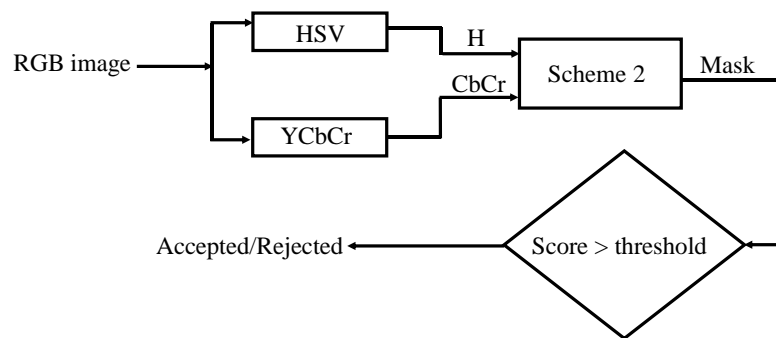 HSV
H
RGB image
Scheme 2
Mask
CbCr
YCbCr
Accepted/Rejected
Score > threshold